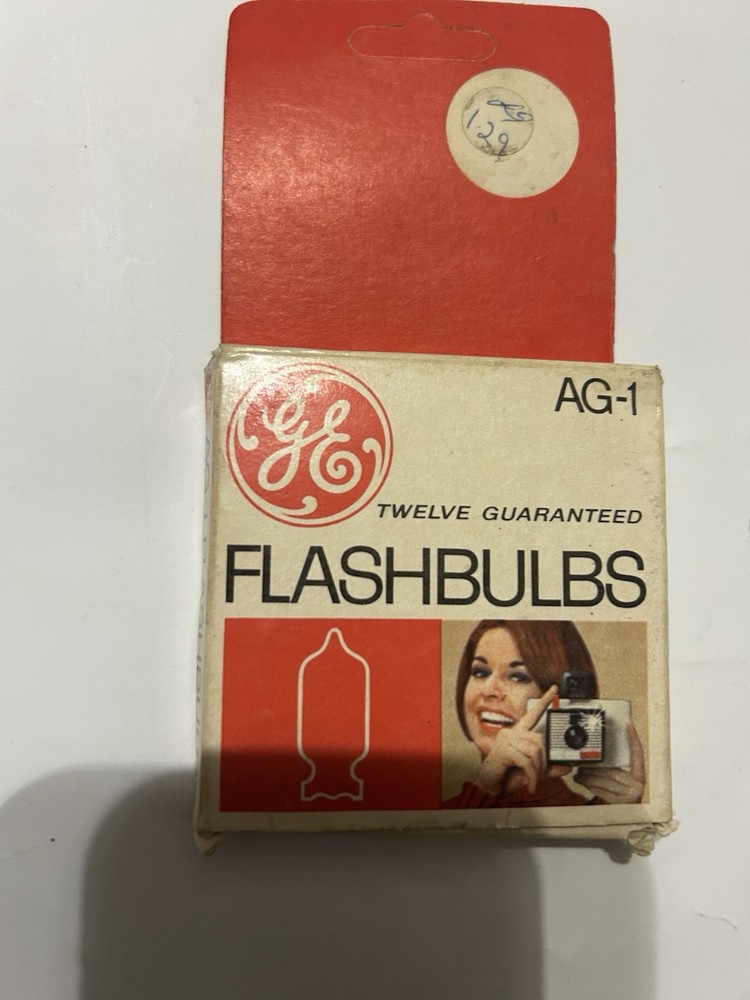 1.29
AG-1
GE
TWELVE GUARANTEED
FLASHBULBS